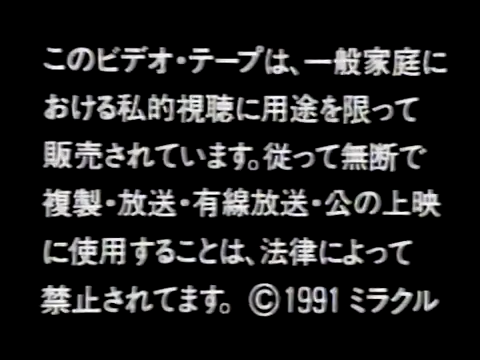 このビデオ・テープは、一般家庭に
おける私的視聴に用途を限って
販売されています。従って無断で
複製・放送・有線放送・公の上映
に使用することは、法律によって
禁止されてます。©1991 ミラクル